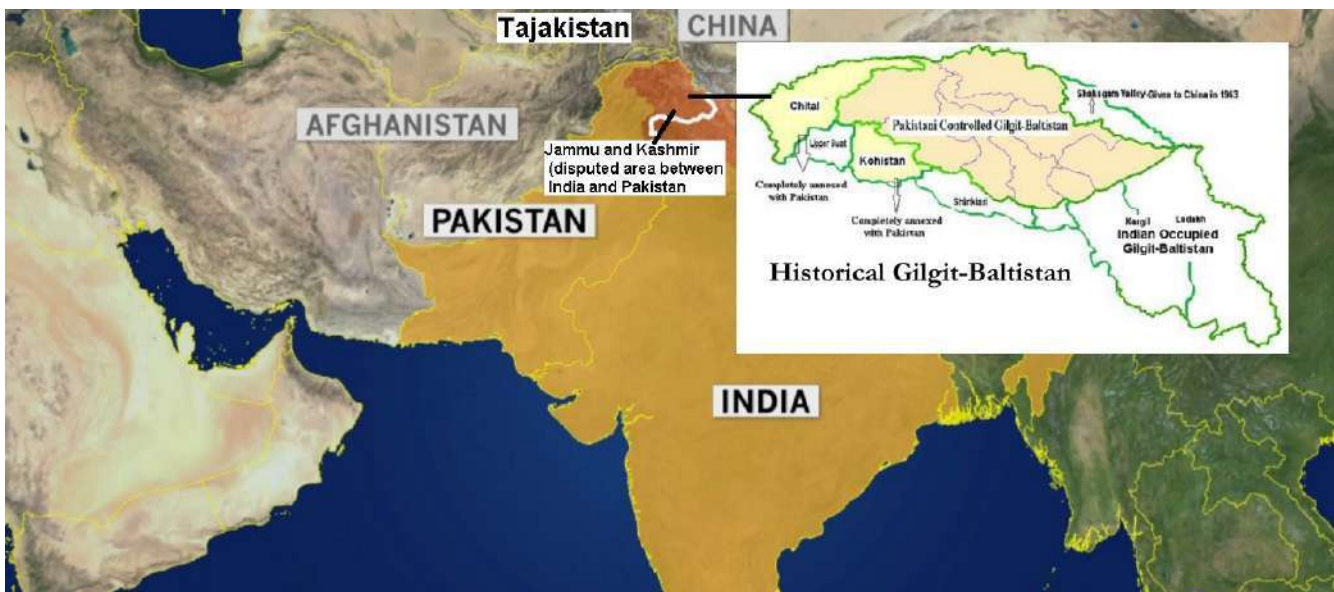 Tajakistan
CHINA
AFGHANISTAN
Jammu and Kashmir
(disputed area between
India and Pakistan
PAKISTAN
INDIA
Chital
Shaksgam Valley-Given to China in 1963
Pakistani Controlled Gilgit-Baltistan
Upper Swat
Kohistan
Completely annexed
with Pakistan
Shinkiari
Completely annexed
with Pakistan
Kargil
Ladakh
Indian Occupied
Gilgit-Baltistan
Historical Gilgit-Baltistan